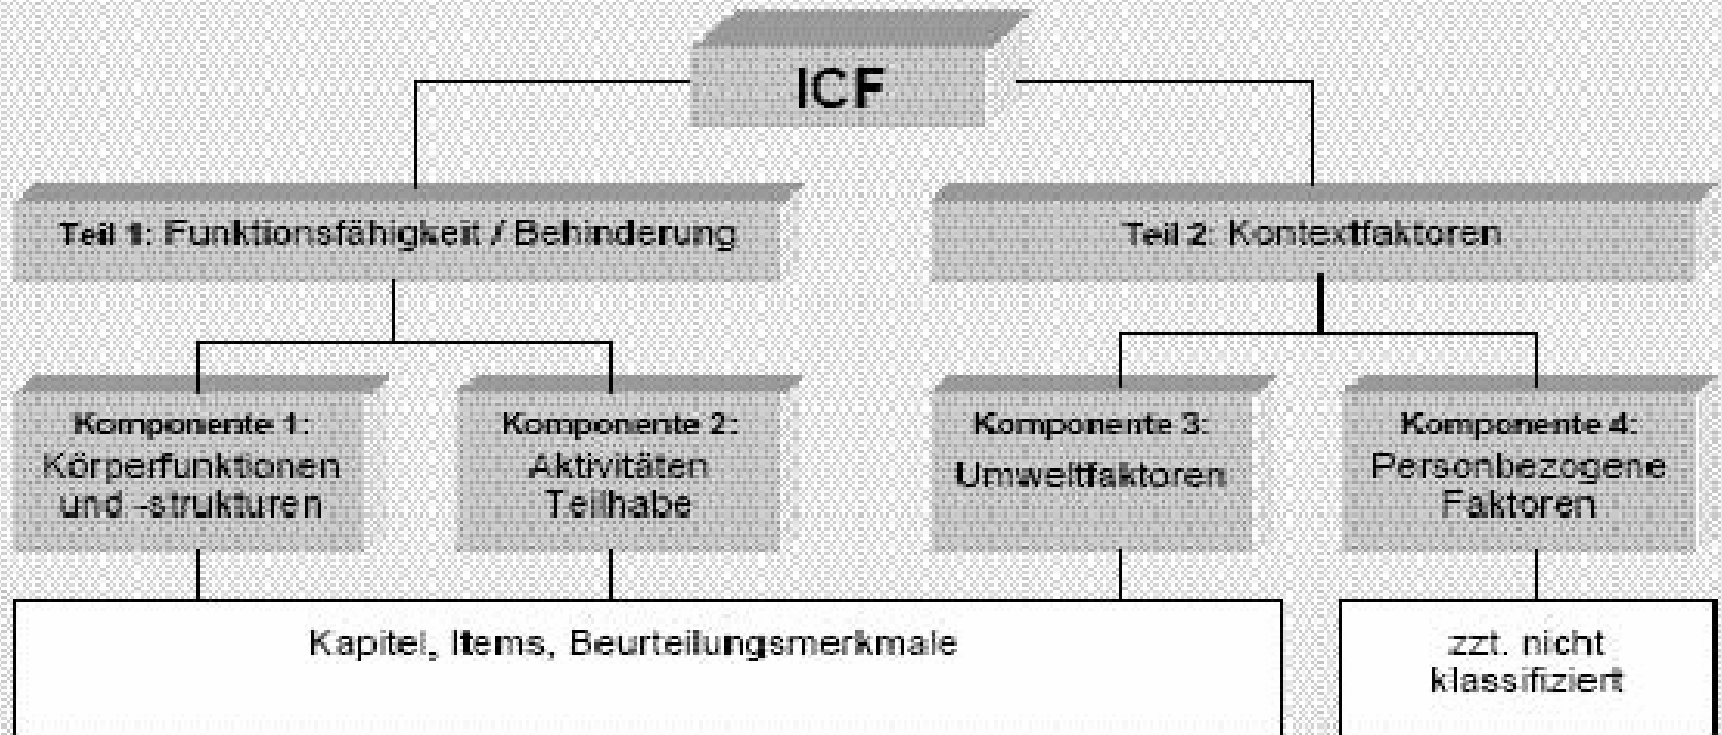 ICF
Teil 1: Funktionsfähigkeit / Behinderung
Teil 2: Kontextfaktoren
Komponente 1:
Körperfunktionen
und -strukturen
Komponente 2:
Aktivitäten
Teilhabe
Komponente 3:
Umweltfaktoren
Komponente 4:
Personbezogene
Faktoren
Kapitel, Items, Beurteilungsmerkmale
zzt. nicht
klassifiziert